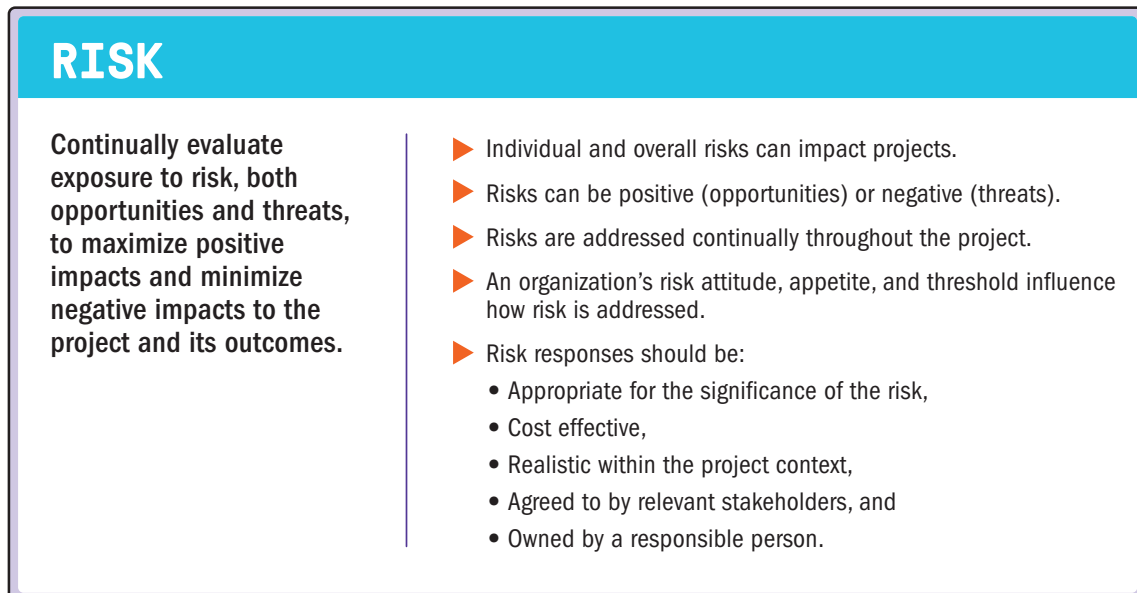 RISK
Continually evaluate
exposure to risk, both
opportunities and threats,
to maximize positive
impacts and minimize
negative impacts to the
project and its outcomes.
Individual and overall risks can impact projects.
Risks can be positive (opportunities) or negative (threats).
Risks are addressed continually throughout the project.
An organization’s risk attitude, appetite, and threshold influence
how risk is addressed.
Risk responses should be:
• Appropriate for the significance of the risk,
• Cost effective,
• Realistic within the project context,
• Agreed to by relevant stakeholders, and
• Owned by a responsible person.